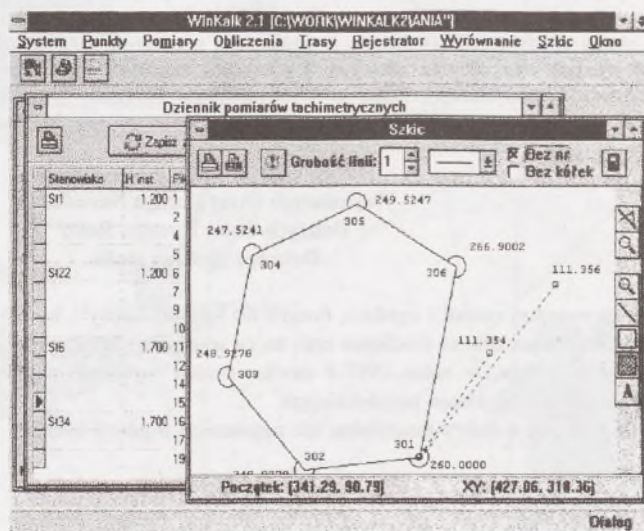 WinKalk 2.1 [C:\WORK\WINKALK2\ANIA"]
System Punkty Pomiary Obliczenia Trasy Rejestrator Wyrównanie Szkic Okno
Dziennik pomiarów tachimetrycznych
Zapisz
Szkic
Grubość linii: 1
Bez nr
Bez kółek
Stanowisko H inst.
St1 1,200 1
2
4
5
St22 1,200 6
7
9
10
St5 1,700
12
13
14
15
St34 1,700 16
17
18
19
249.5247
305
247.5241
304
266.9002
306
111.356
111.354
248.9276
303
302
301
260.0000
Początek: [341.29, 90.79] XY: [427.06, 318.36]
Dialog